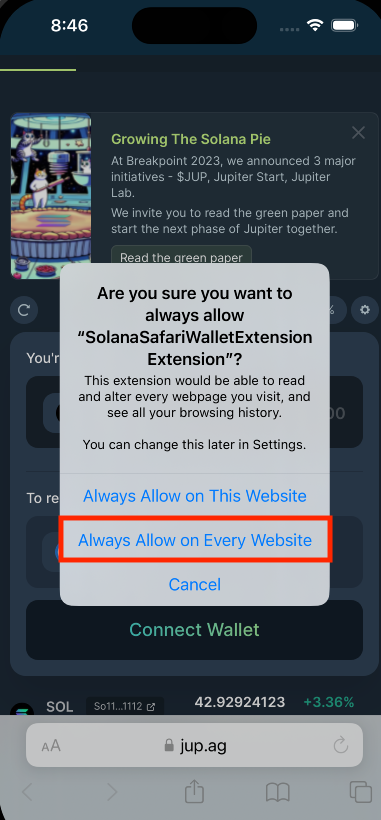 8:46
Growing The Solana Pie
At Breakpoint 2023, we announced 3 major
initiatives - $JUP, Jupiter Start, Jupiter
Lab.
We invite you to read the green paper and
start the next phase of Jupiter together.
Read the green paper
%
Are you sure you want to
always allow
“SolanaSafariWalletExtension
Extension”?
This extension would be able to read
and alter every webpage you visit, and
see all your browsing history.
You can change this later in Settings.
Always Allow on This Website
Always Allow on Every Website
Cancel
You'r
00
To re
Connect Wallet
SOL So11...1112 42.92924123 +3.36%
AA jup.ag